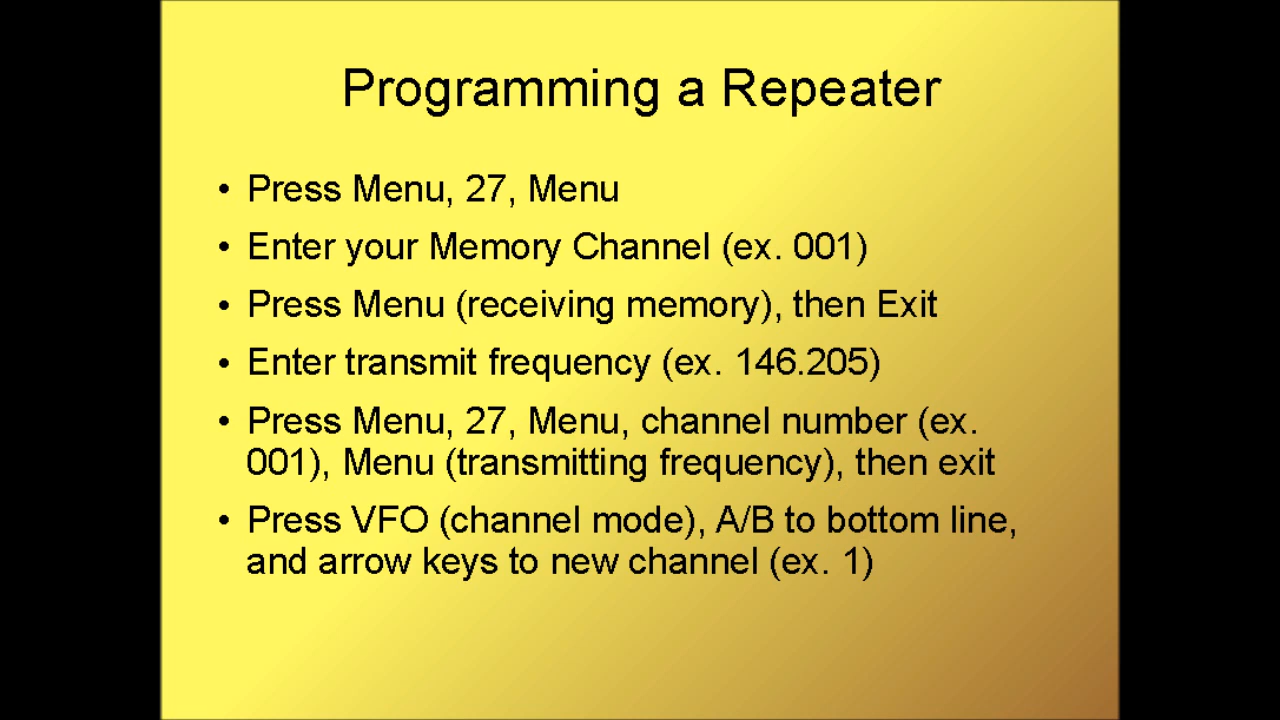 Programming a Repeater
• Press Menu, 27, Menu
• Enter your Memory Channel (ex. 001)
• Press Menu (receiving memory), then Exit
• Enter transmit frequency (ex. 146.205)
• Press Menu, 27, Menu, channel number (ex.
001), Menu (transmitting frequency), then exit
• Press VFO (channel mode), A/B to bottom line,
and arrow keys to new channel (ex. 1)